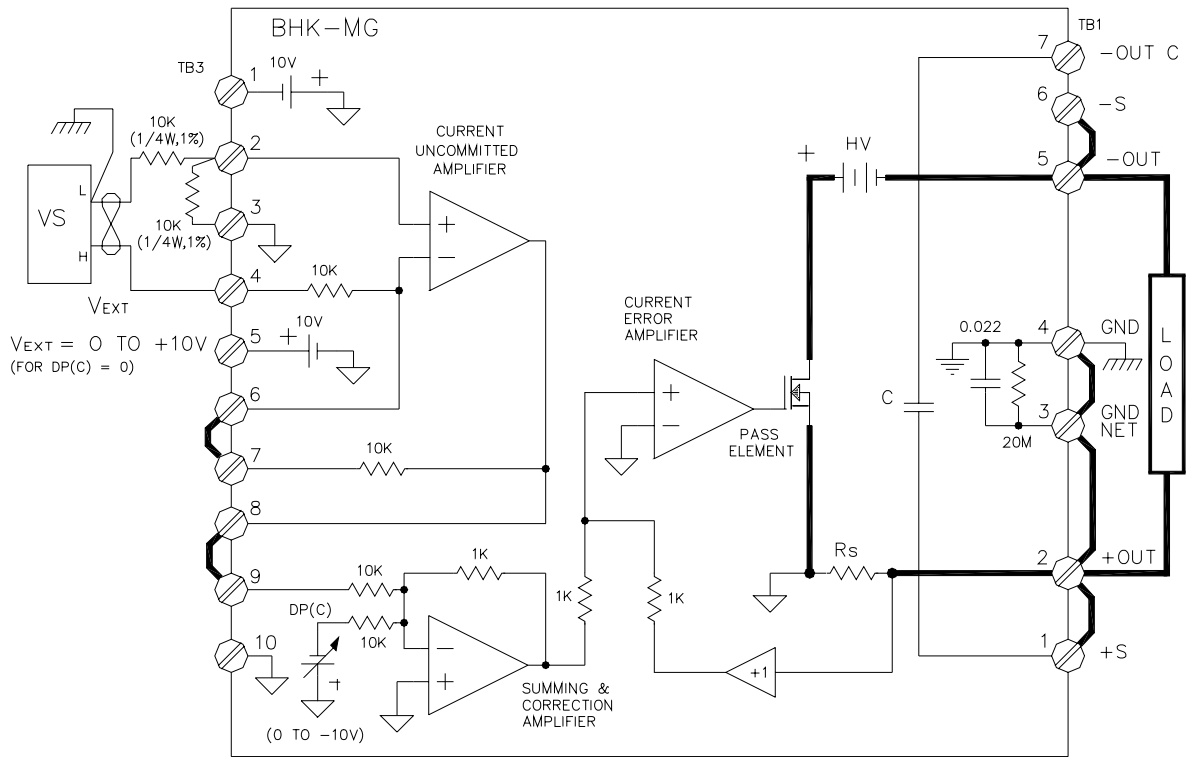 BHK-MG
TB3
TB1
1
10V
+
7
-OUT C
6
-S
10K
(1/4W,1%)
2
CURRENT
UNCOMMITTED
AMPLIFIER
+
HV
5
-OUT
VS
L
H
10K
(1/4W,1%)
3
+
-
4
10K
VEXT
VEXT = 0 TO +10V
(FOR DP(C) = 0)
5
+
10V
CURRENT
ERROR
AMPLIFIER
0.022
4
GND
LOAD
6
+
-
PASS
ELEMENT
C
3
GND
NET
20M
7
10K
8
9
10K
1K
1K
1K
Rs
2
+OUT
DP(C)
10K
10
+
(0 TO -10V)
-
+
SUMMING &
CORRECTION
AMPLIFIER
+1
1
+S